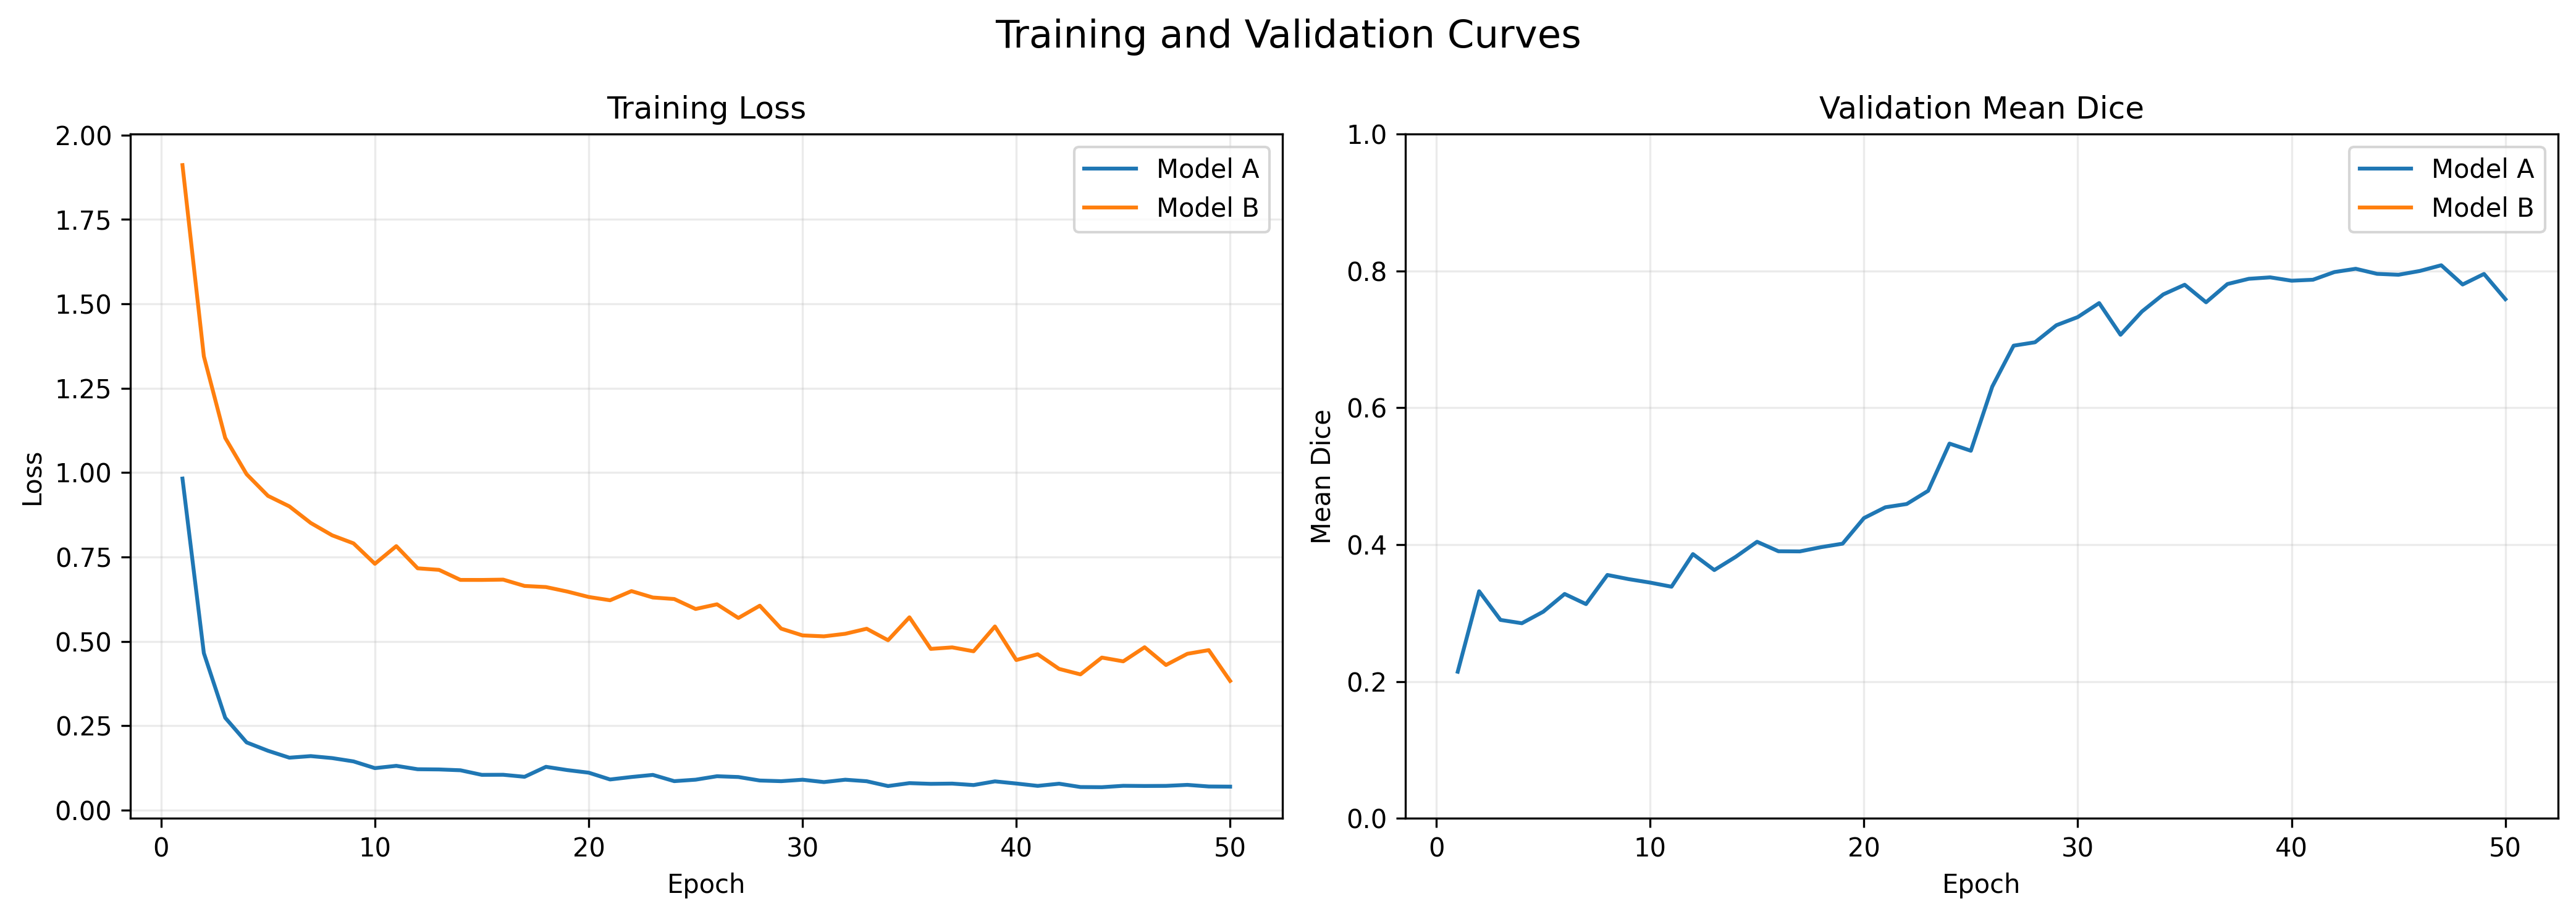 Training and Validation Curves
Training Loss
2.00
1.75
1.50
1.25
1.00
0.75
0.50
0.25
0.00
Loss
0 10 20 30 40 50
Epoch
Model A
Model B
Validation Mean Dice
1.0
0.8
0.6
0.4
0.2
0.0
Mean Dice
0 10 20 30 40 50
Epoch
Model A
Model B